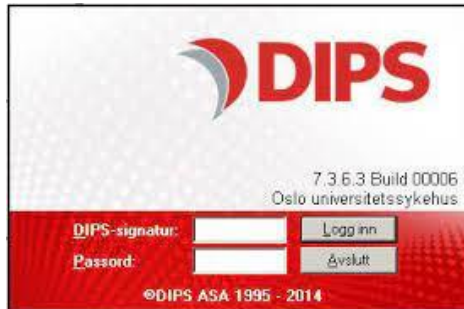 DIPS
7.3.6.3 Build 00006
Oslo universitetssykehus
DIPS-signatur: Logg inn
Passord: Avslutt
©DIPS ASA 1995 - 2014